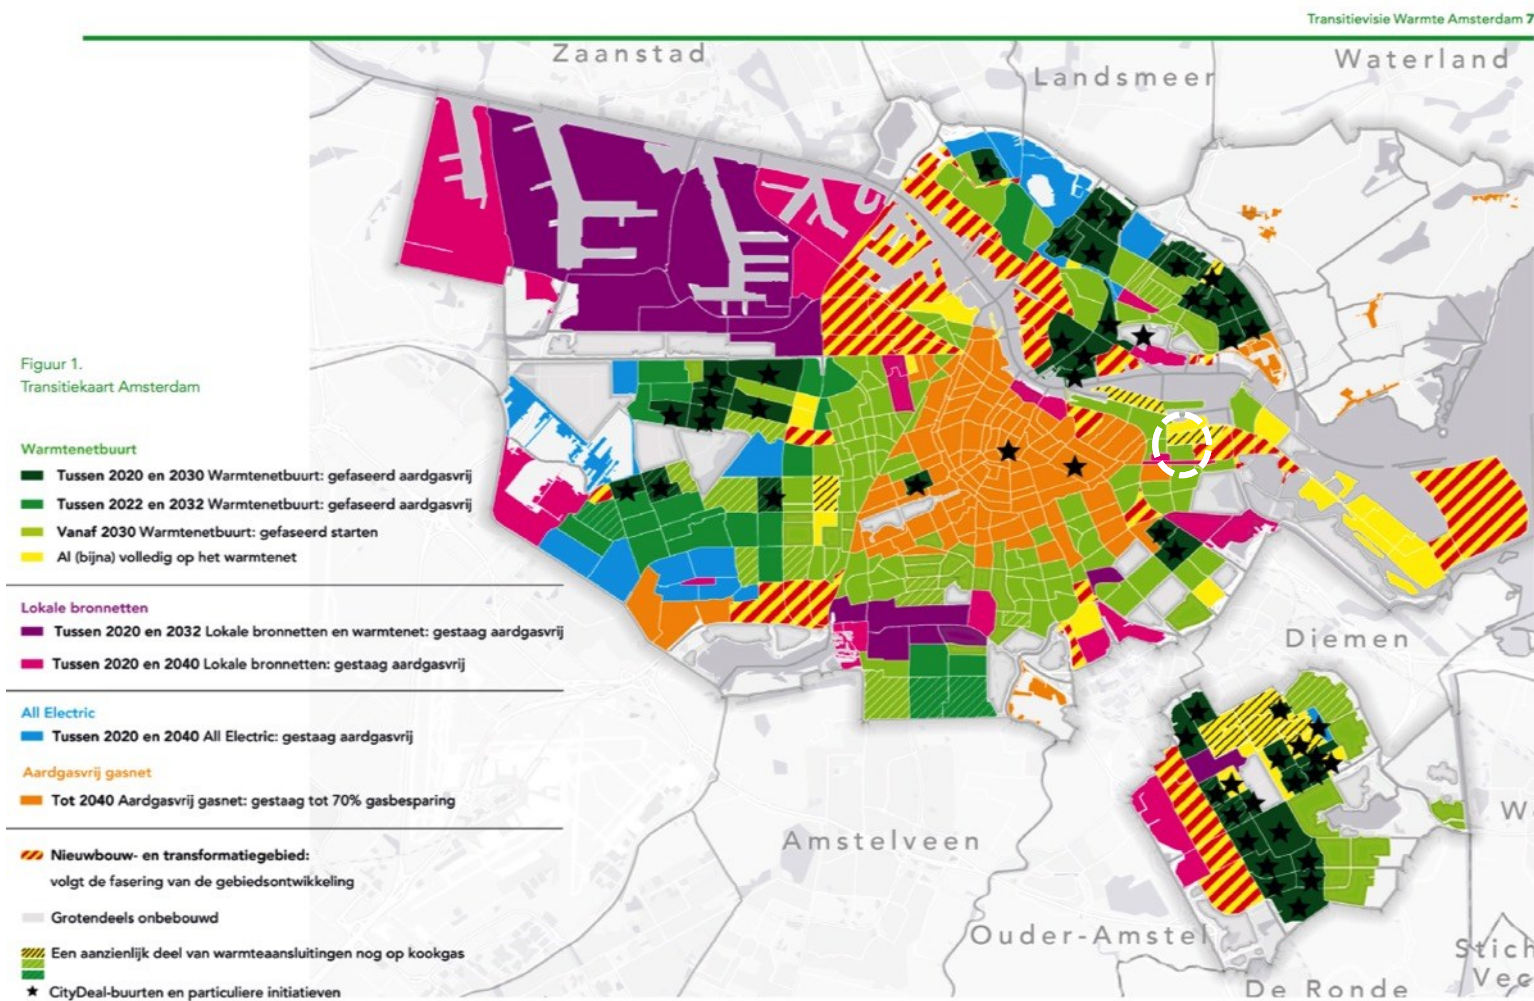 Transitievisie Warmte Amsterdam 7
Zaanstad
Landsmeer
Waterland
Figuur 1.
Transitiekaart Amsterdam
Warmtenetbuurt
Tussen 2020 en 2030 Warmtenetbuurt: gefaseerd aardgasvrij
Tussen 2022 en 2032 Warmtenetbuurt: gefaseerd aardgasvrij
Vanaf 2030 Warmtenetbuurt: gefaseerd starten
Al (bijna) volledig op het warmtenet
Lokale bronnetten
Tussen 2020 en 2032 Lokale bronnetten en warmtenet: gestaag aardgasvrij
Tussen 2020 en 2040 Lokale bronnetten: gestaag aardgasvrij
All Electric
Tussen 2020 en 2040 All Electric: gestaag aardgasvrij
Aardgasvrij gasnet
Tot 2040 Aardgasvrij gasnet: gestaag tot 70% gasbesparing
Nieuwbouw- en transformatiegebied:
volgt de fasering van de gebiedsontwikkeling
Grotendeels onbebouwd
Een aanzienlijk deel van warmteaansluitingen nog op kookgas
CityDeal-buurten en particuliere initiatieven
Diemen
Amstelveen
W
Ouder-Amstel
Stich
Vec
De Ronde